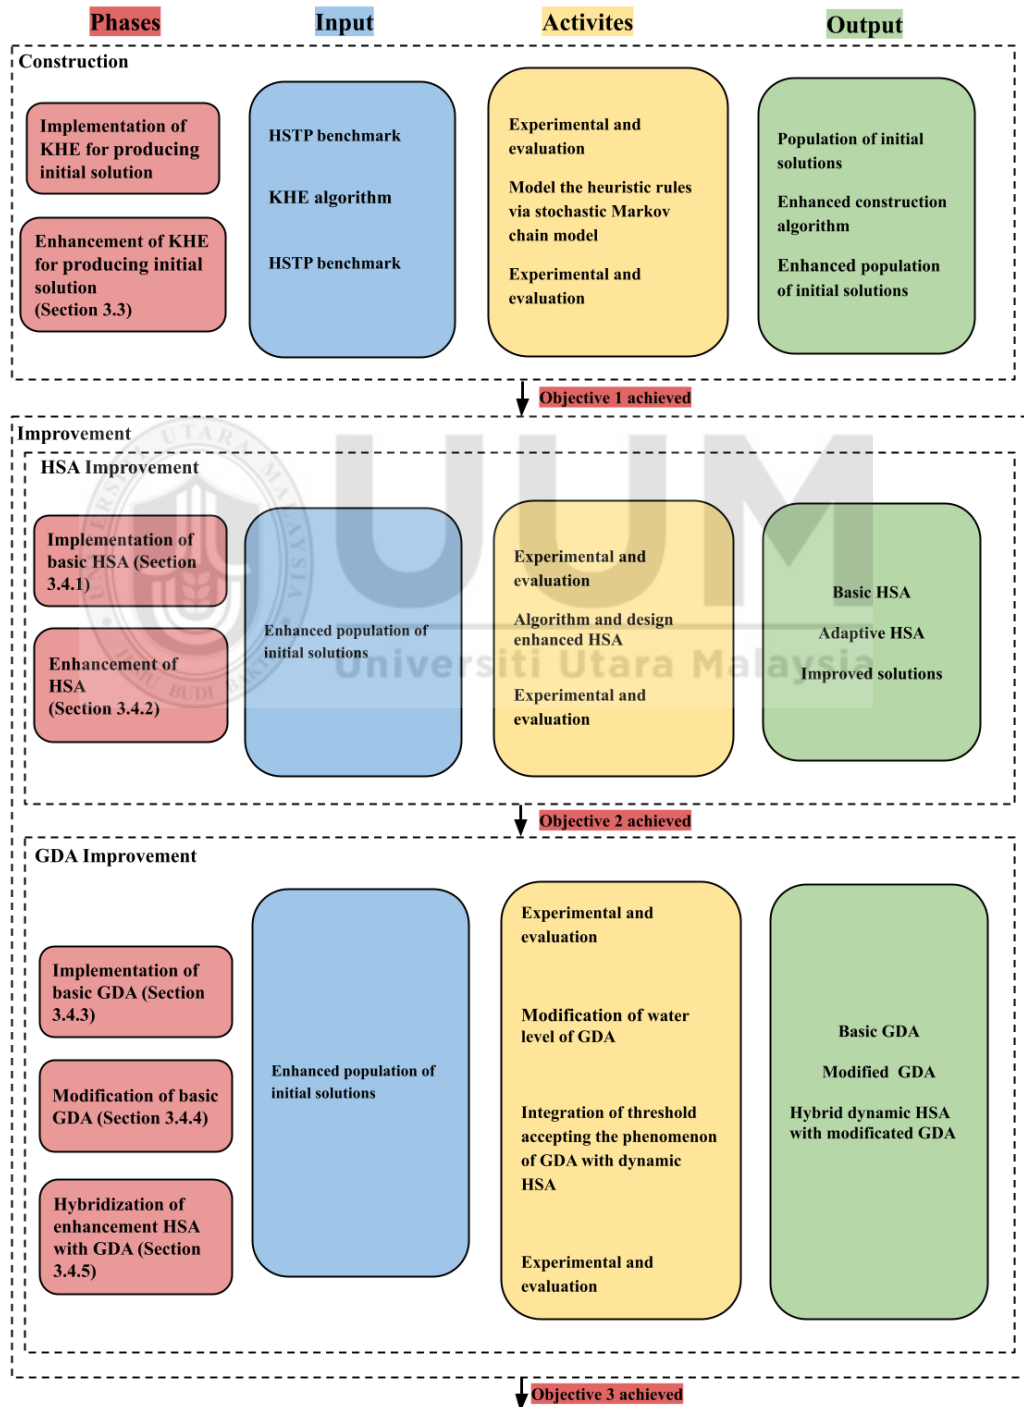 Phases
Input
Activites
Output
Construction
Implementation of
KHE for producing
initial solution
Enhancement of KHE
for producing initial
solution
(Section 3.3)
HSTP benchmark
KHE algorithm
HSTP benchmark
Experimental and
evaluation
Model the heuristic rules
via stochastic Markov
chain model
Experimental and
evaluation
Population of initial
solutions
Enhanced construction
algorithm
Enhanced population
of initial solutions
Objective 1 achieved
Improvement
HSA Improvement
Implementation of
basic HSA (Section
3.4.1)
Enhancement of
HSA
(Section 3.4.2)
Enhanced population of
initial solutions
Experimental and
evaluation
Algorithm and design
enhanced HSA
Experimental and
evaluation
Basic HSA
Adaptive HSA
Improved solutions
UNIVERSITI UTARA MALAYSIA
ILMU BUDI BAKTI
UUM
Universiti Utara Malaysia
Objective 2 achieved
GDA Improvement
Implementation of
basic GDA (Section
3.4.3)
Modification of basic
GDA (Section 3.4.4)
Hybridization of
enhancement HSA
with GDA (Section
3.4.5)
Enhanced population of
initial solutions
Experimental and
evaluation
Modification of water
level of GDA
Integration of threshold
accepting the phenomenon
of GDA with dynamic
HSA
Experimental and
evaluation
Basic GDA
Modified GDA
Hybrid dynamic HSA
with modificated GDA
Objective 3 achieved